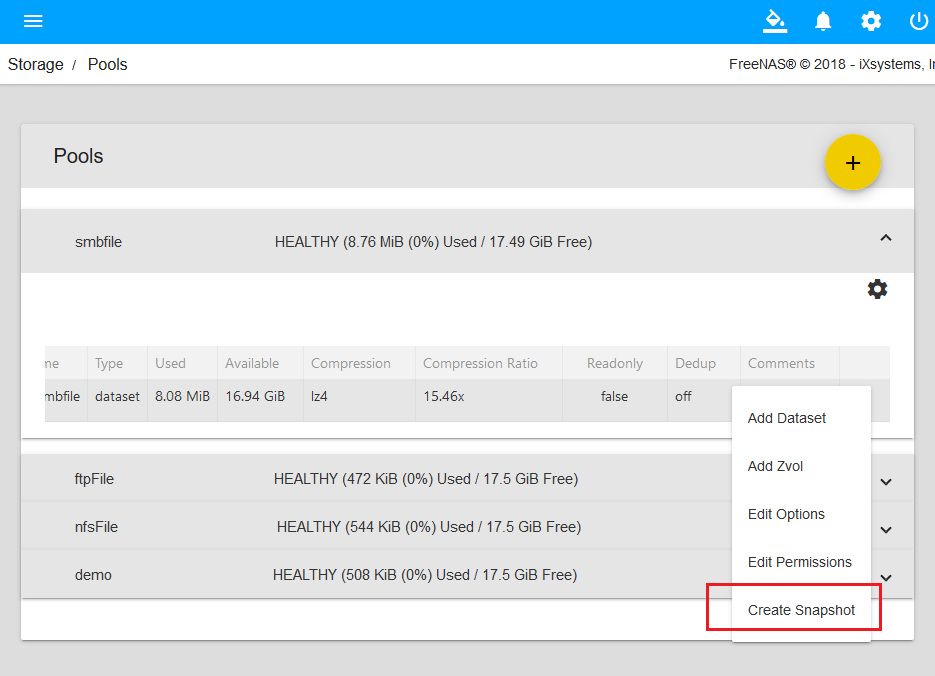 Storage / Pools
FreeNAS® © 2018 - iXsystems,
Pools
+
smbfile HEALTHY (8.76 MiB (0%) Used / 17.49 GiB Free)
me Type Used Available Compression Compression Ratio Readonly Dedup Comments
mbfile dataset 8.08 MiB 16.94 GiB lz4 15.46x false off
Add Dataset
Add Zvol
ftpFile HEALTHY (472 KiB (0%) Used / 17.5 GiB Free)
Edit Options
nfsFile HEALTHY (544 KiB (0%) Used / 17.5 GiB Free)
Edit Permissions
demo HEALTHY (508 KiB (0%) Used / 17.5 GiB Free)
Create Snapshot